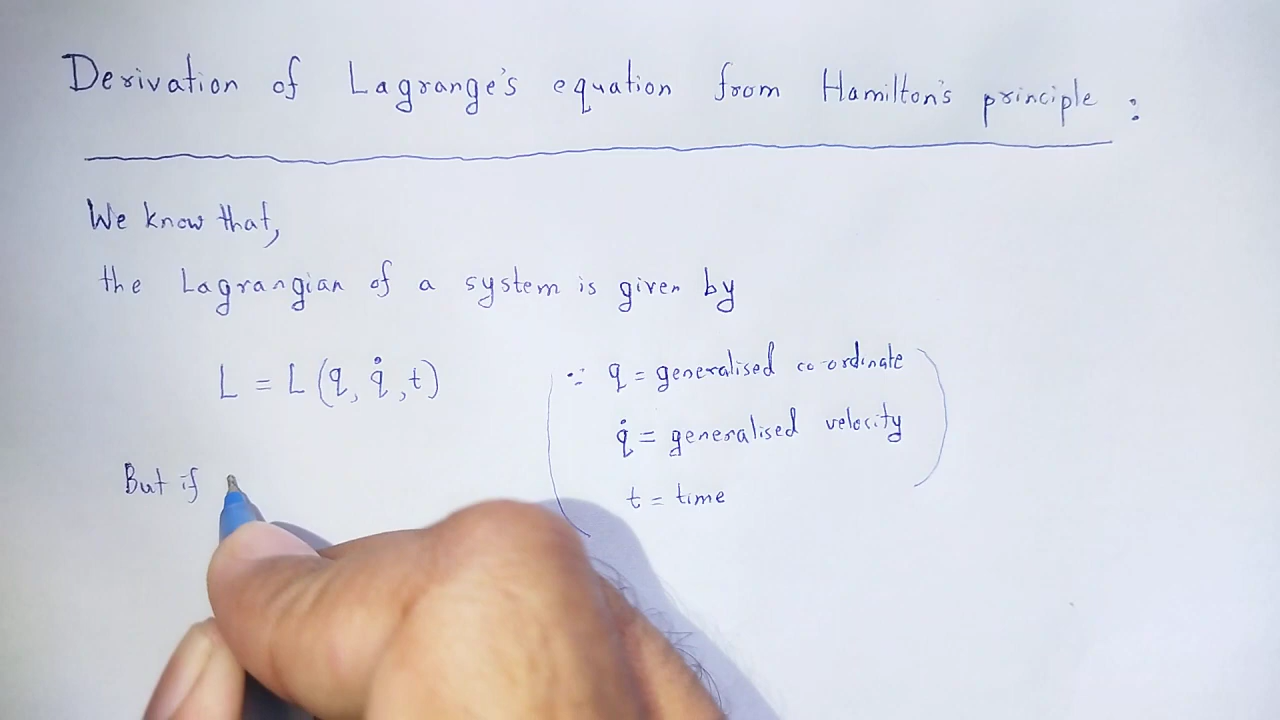 Derivation of Lagrange's equation from Hamilton's principle :
We know that,
the Lagrangian of a system is given by
L = L (q, q̇, t)
∵ q = generalised co-ordinate
q̇ = generalised velocity
t = time
But if